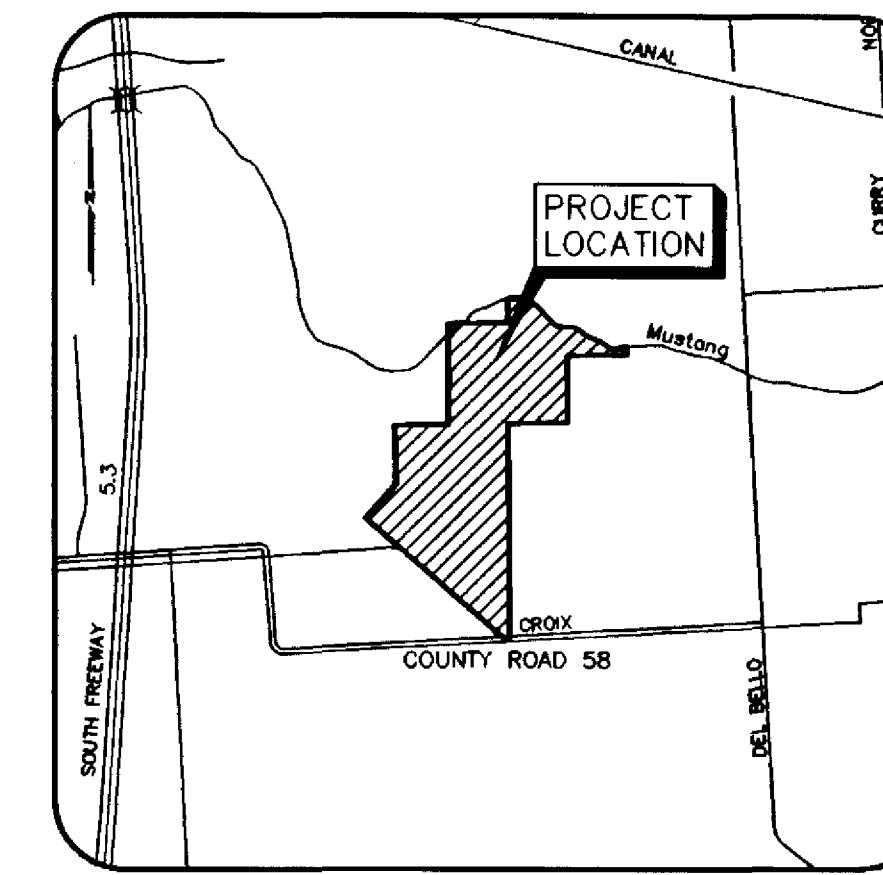 CANAL
CURRY
N
PROJECT
LOCATION
Mustang
5.3
CROIX
COUNTY ROAD 58
SOUTH FREEWAY
DEL BELLO